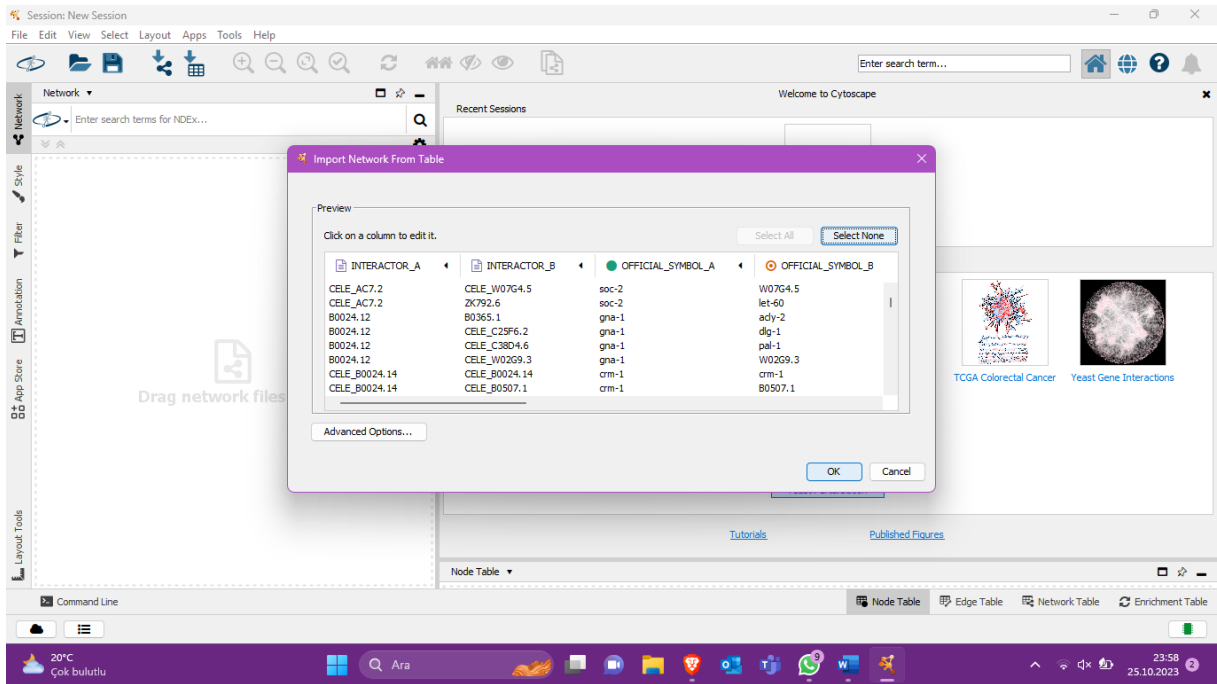 Session: New Session
File Edit View Select Layout Apps Tools Help
Enter search term...
Network
Style
Filter
Annotation
App Store
Layout Tools
Network
Enter search terms for NDEx...
Drag network files
Welcome to Cytoscape
Recent Sessions
Import Network From Table
Preview
Click on a column to edit it.
Select All Select None
INTERACTOR_A INTERACTOR_B OFFICIAL_SYMBOL_A OFFICIAL_SYMBOL_B
CELE_AC7.2 CELE_W07G4.5 soc-2 W07G4.5
CELE_AC7.2 ZK792.6 soc-2 let-60
B0024.12 B0365.1 gna-1 adly-2
B0024.12 CELE_C25F6.2 gna-1 dlg-1
B0024.12 CELE_C38D4.6 gna-1 pal-1
B0024.12 CELE_W02G9.3 gna-1 W02G9.3
CELE_B0024.14 CELE_B0024.14 crm-1 crm-1
CELE_B0024.14 CELE_B0507.1 crm-1 B0507.1
Advanced Options...
OK Cancel
TCGA Colorectal Cancer Yeast Gene Interactions
Tutorials Published Figures
Node Table
Command Line
Node Table Edge Table Network Table Enrichment Table
20°C
Çok bulutlu
Ara
9
23:58
25.10.2023
2